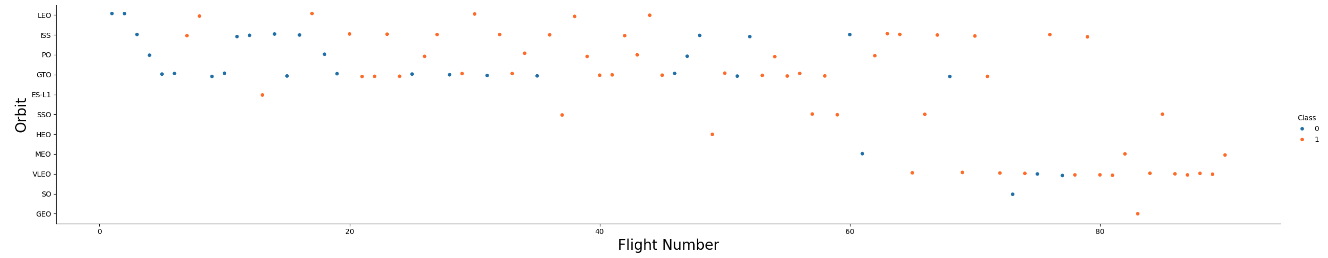 LEO
ISS
PO
GTO
ES-L1
SSO
HEO
MEO
VLEO
SO
GEO
Orbit
0 20 40 60 80
Flight Number
Class
0
1